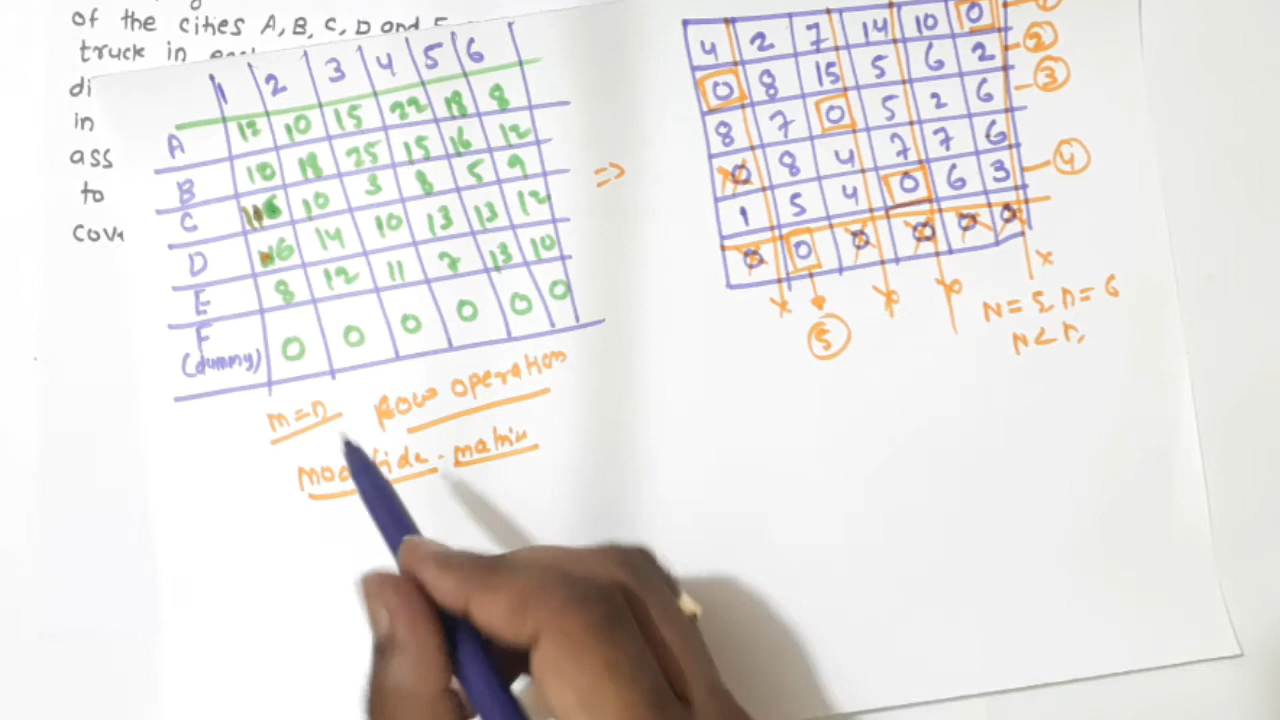 of the cities A, B, C, D and E
truck in
di
in
ass
to
cove
1 2 3 4 5 6
A 12 10 15 22 18 8
B 10 18 25 15 16 12
C 10 3 8 5 9
D 6 14 10 13 13 12
E 8 12 11 7 13 10
F (dummy) 0 0 0 0 0 0
m=n Row operation
matrix
⇒
4 2 7 14 10 0
0 8 15 5 6 2 ②
8 7 0 5 2 6 ③
0 8 4 7 7 6
1 5 4 0 6 3 ④
0 0 0 0 0 0
× × × ×
⑤
N=5 n=6
N<n